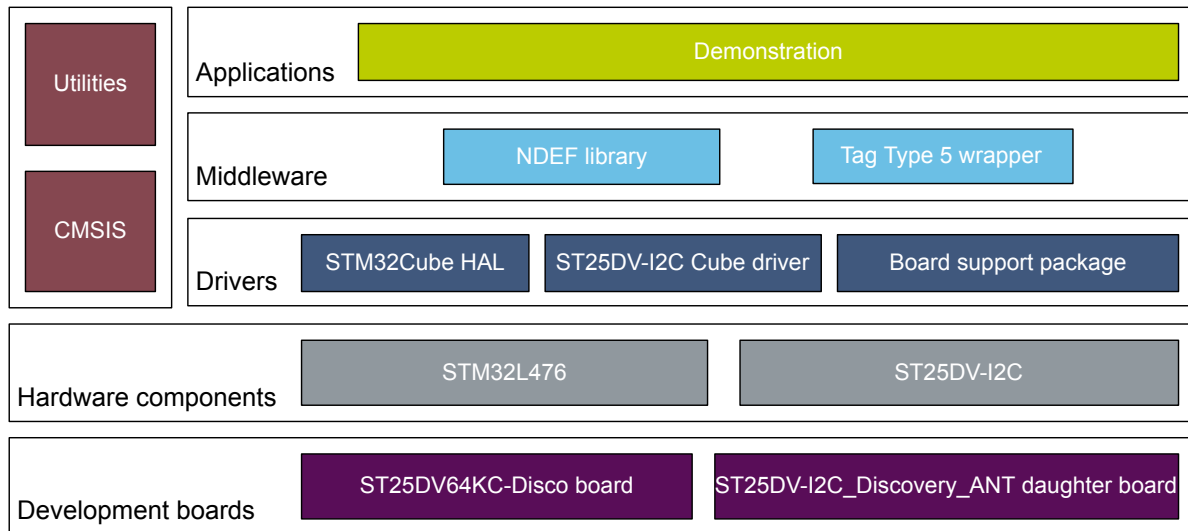 Utilities
CMSIS
Applications
Demonstration
Middleware
NDEF library
Tag Type 5 wrapper
Drivers
STM32Cube HAL
ST25DV-I2C Cube driver
Board support package
Hardware components
STM32L476
ST25DV-I2C
Development boards
ST25DV64KC-Disco board
ST25DV-I2C_Discovery_ANT daughter board